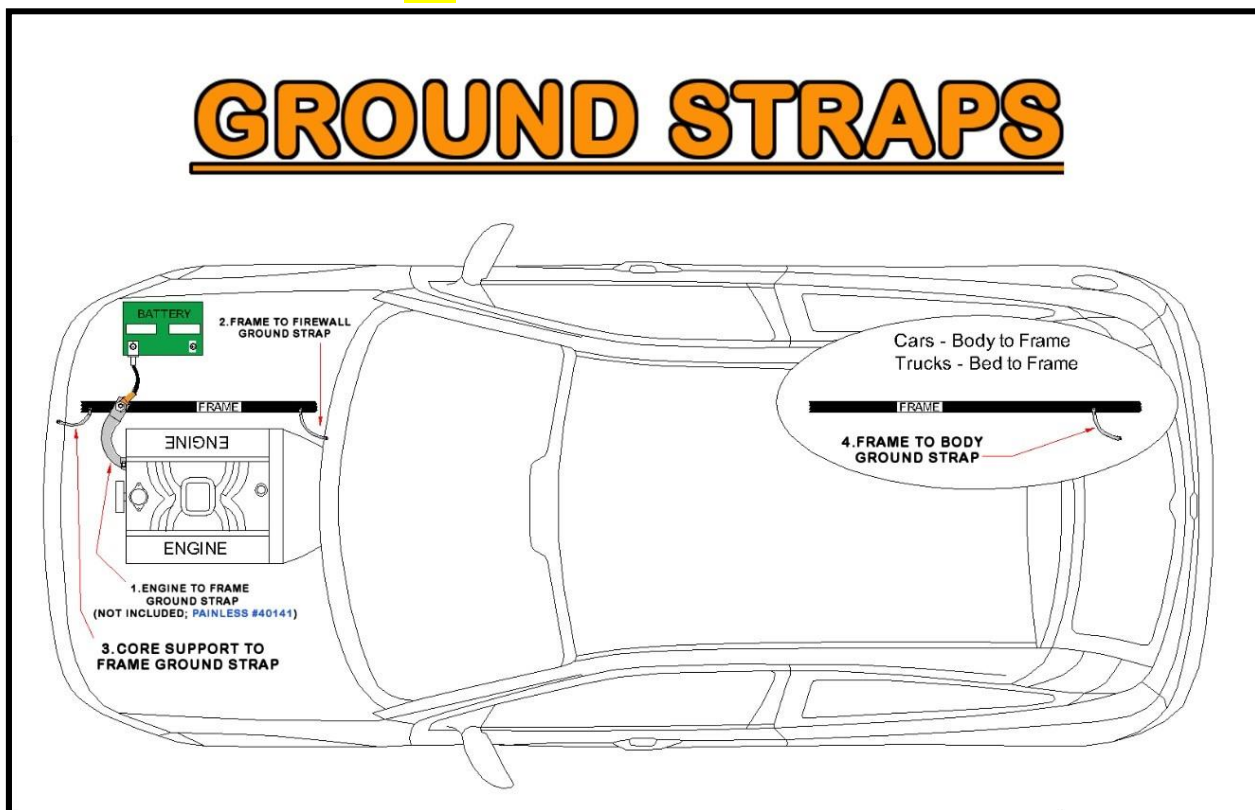 GROUND STRAPS
BATTERY
2.FRAME TO FIREWALL
GROUND STRAP
Cars - Body to Frame
Trucks - Bed to Frame
FRAME
FRAME
4.FRAME TO BODY
GROUND STRAP
ENGINE
ENGINE
1.ENGINE TO FRAME
GROUND STRAP
(NOT INCLUDED; PAINLESS #40141)
3.CORE SUPPORT TO
FRAME GROUND STRAP